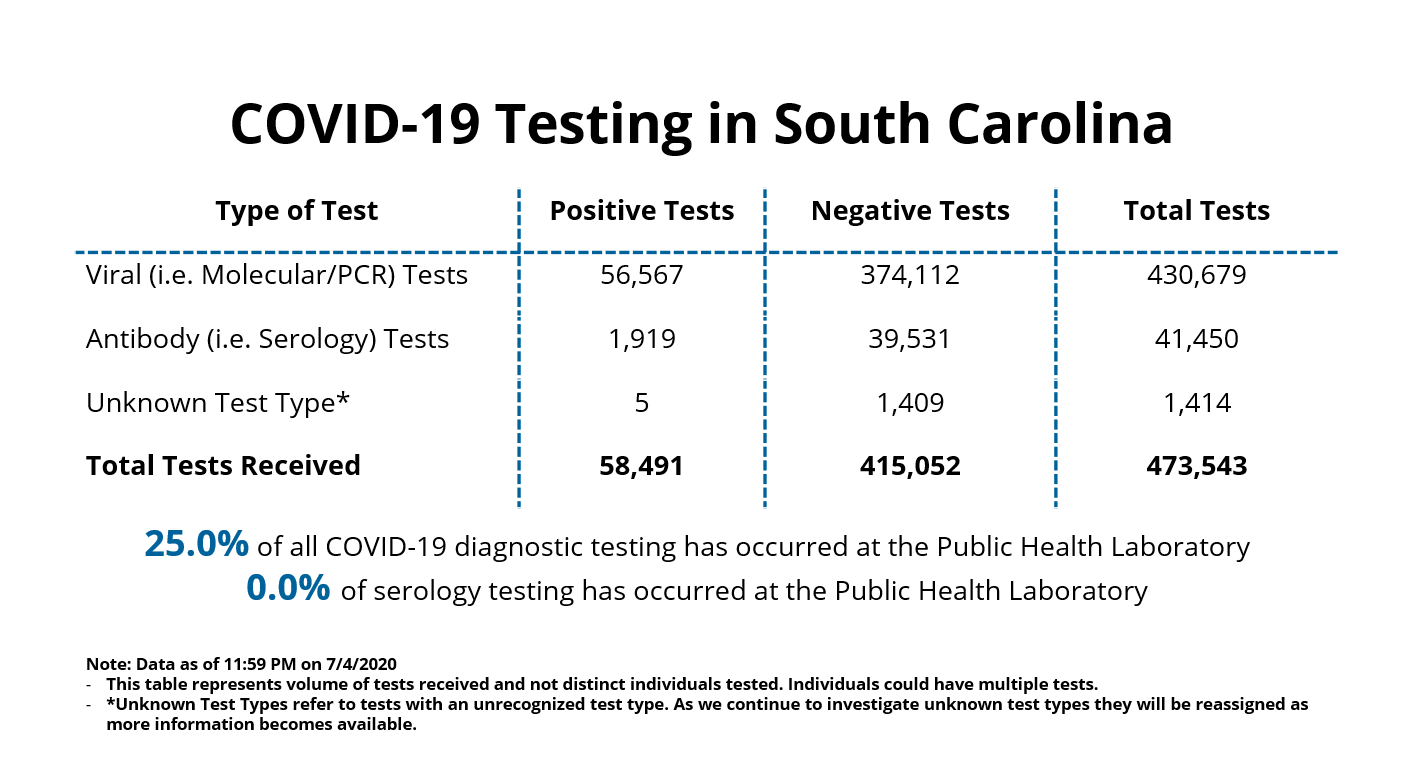 COVID-19 Testing in South Carolina
Type of Test Positive Tests Negative Tests Total Tests
Viral (i.e. Molecular/PCR) Tests 56,567 374,112 430,679
Antibody (i.e. Serology) Tests 1,919 39,531 41,450
Unknown Test Type* 5 1,409 1,414
Total Tests Received 58,491 415,052 473,543
25.0% of all COVID-19 diagnostic testing has occurred at the Public Health Laboratory
0.0% of serology testing has occurred at the Public Health Laboratory
Note: Data as of 11:59 PM on 7/4/2020
- This table represents volume of tests received and not distinct individuals tested. Individuals could have multiple tests.
- *Unknown Test Types refer to tests with an unrecognized test type. As we continue to investigate unknown test types they will be reassigned as
more information becomes available.